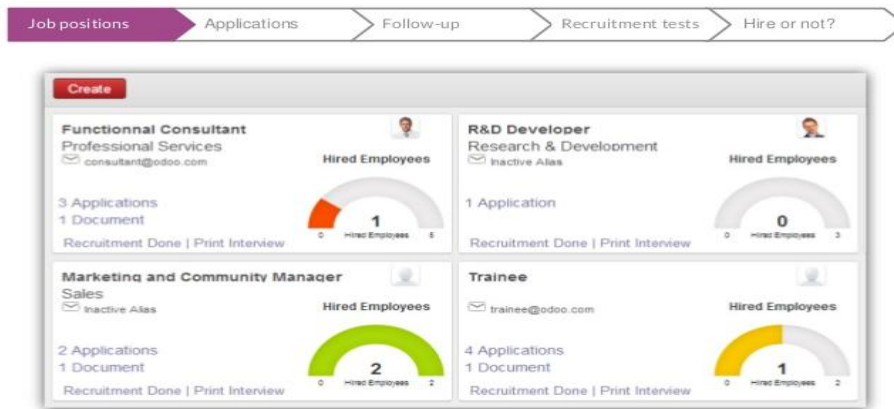 Job positions
Applications
Follow-up
Recruitment tests
Hire or not?
Create
Functionnal Consultant
Professional Services
consultant@odoo.com
Hired Employees
3 Applications
1 Document
1
0 Hired Employees 5
Recruitment Done | Print Interview
R&D Developer
Research & Development
Inactive Alias
Hired Employees
1 Application
0
0 Hired Employees 3
Recruitment Done | Print Interview
Marketing and Community Manager
Sales
Inactive Alias
Hired Employees
2 Applications
1 Document
2
0 Hired Employees 2
Recruitment Done | Print Interview
Trainee
trainee@odoo.com
Hired Employees
4 Applications
1 Document
1
0 Hired Employees 2
Recruitment Done | Print Interview